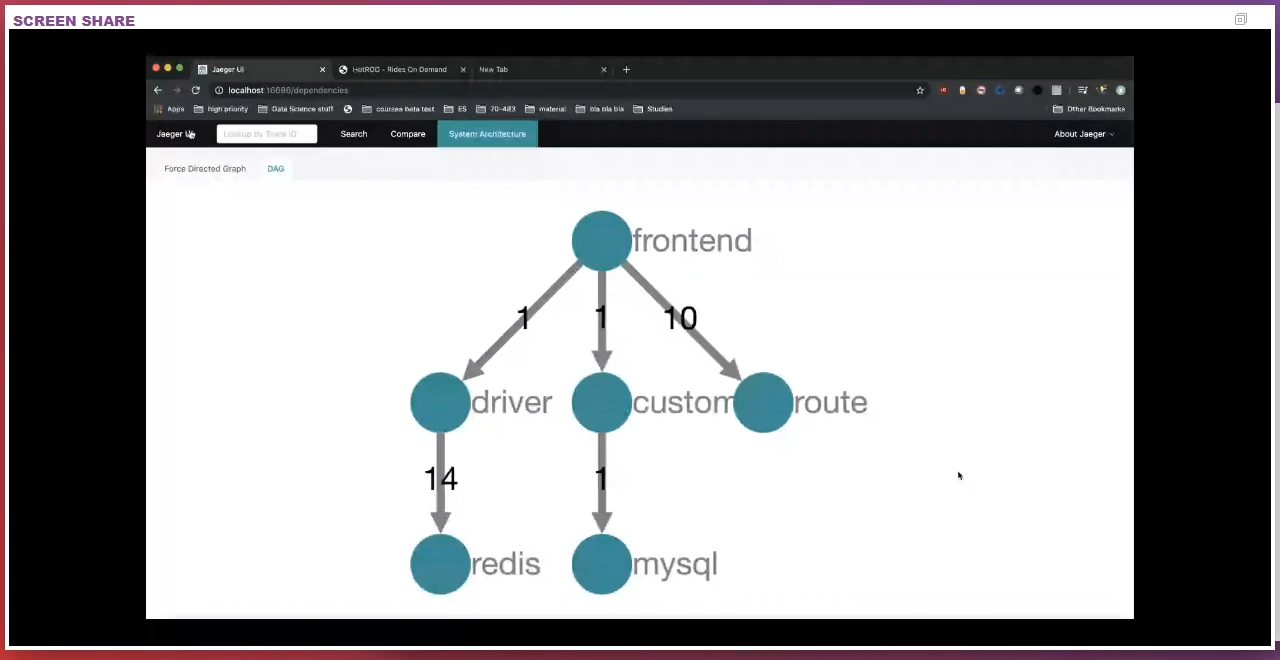 SCREEN SHARE
Jaeger UI
HotROD - Rides On Demand
New Tab
localhost:16686/dependencies
Apps high priority Data Science stuff coursea beta test ES 70-483 material bla bla bla Studies Other Bookmarks
Jaeger UI Lookup by Trace ID Search Compare System Architecture About Jaeger
Force Directed Graph DAG
frontend
1 1 10
driver custom route
14 1
redis mysql